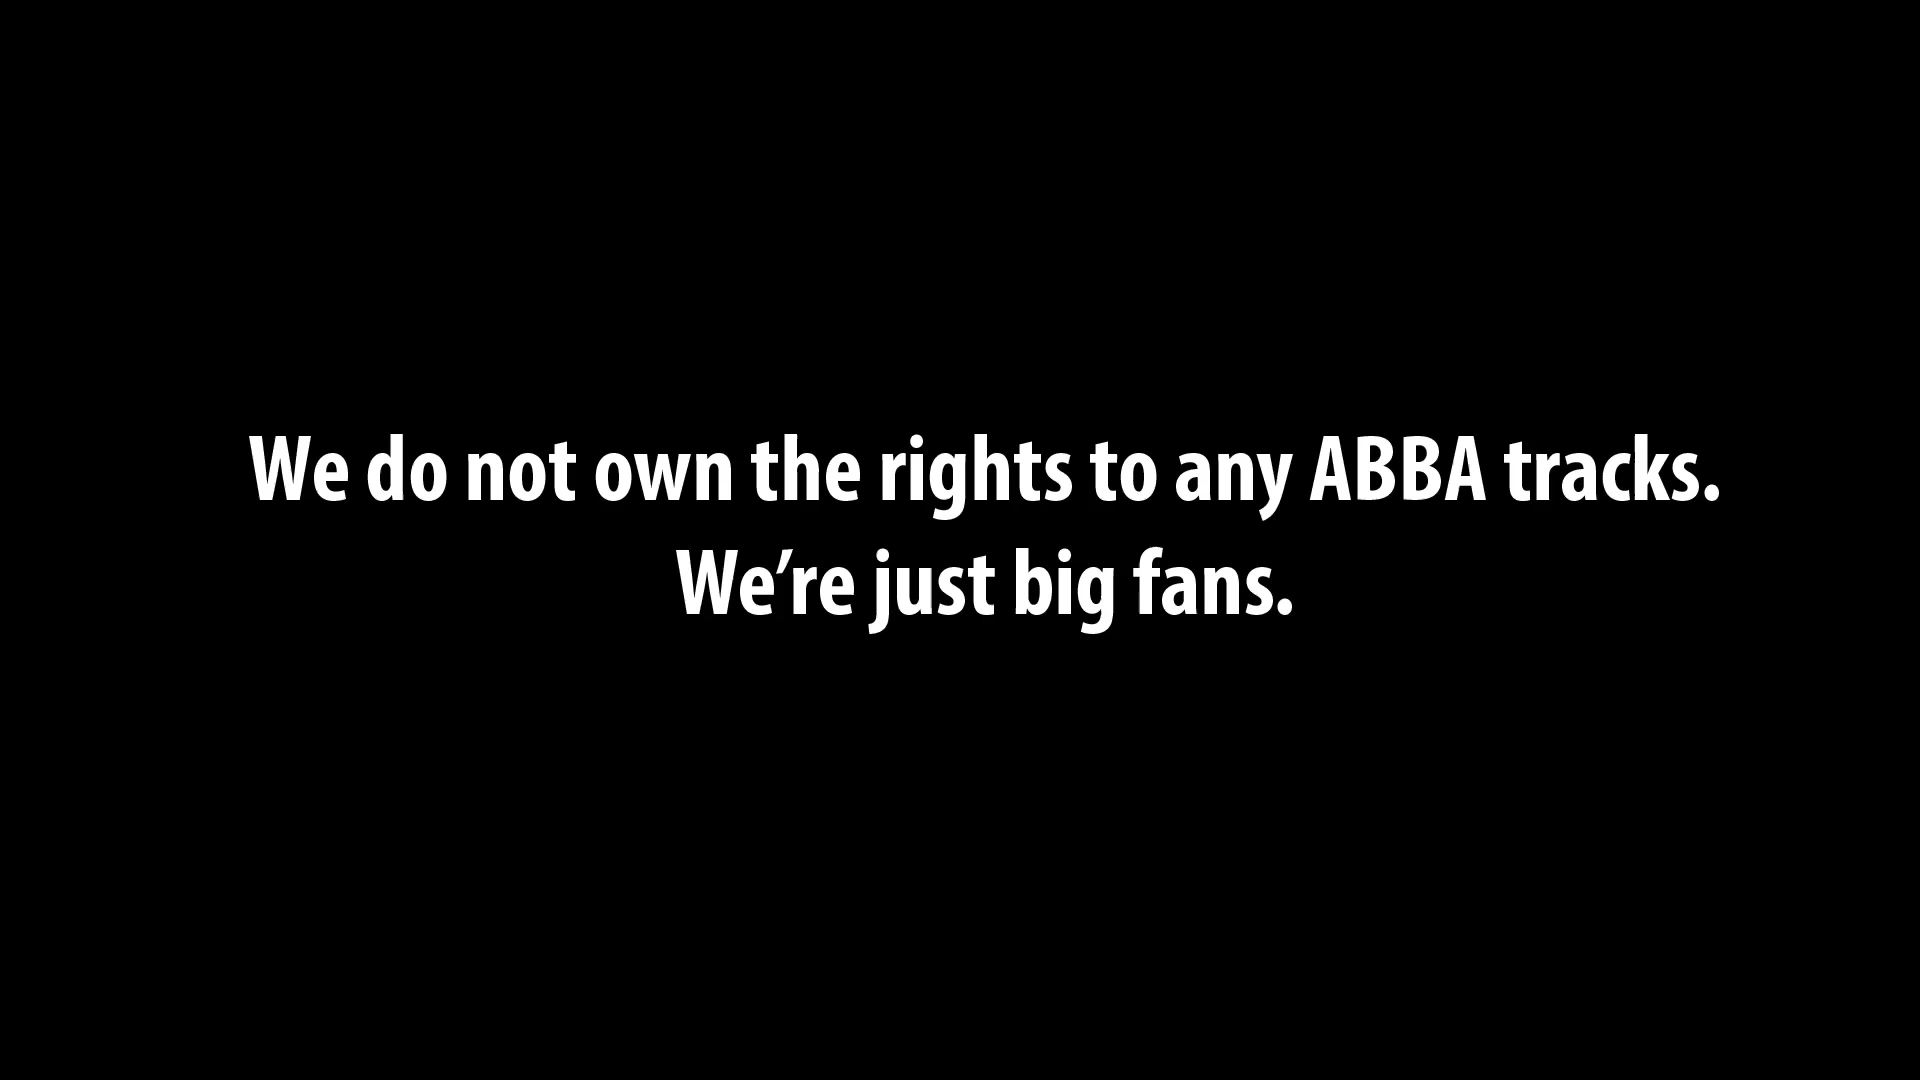 We do not own the rights to any ABBA tracks.
We’re just big fans.